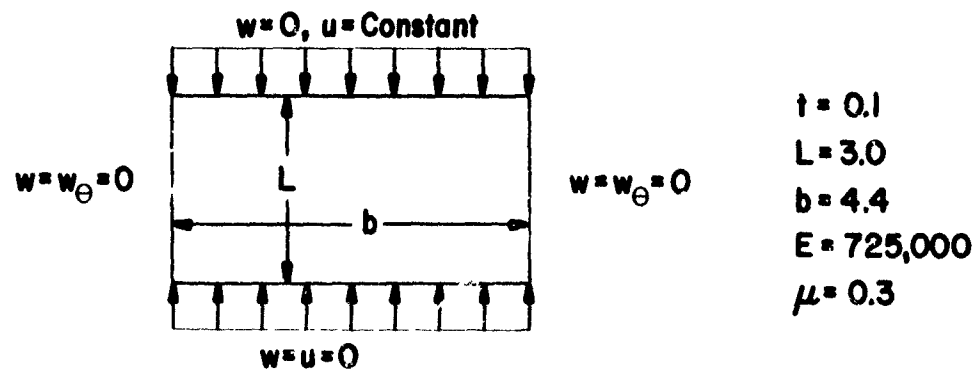 w=0, u=Constant
w=w_θ=0
L
b
w=w_θ=0
w=u=0
t = 0.1
L = 3.0
b = 4.4
E = 725,000
μ = 0.3